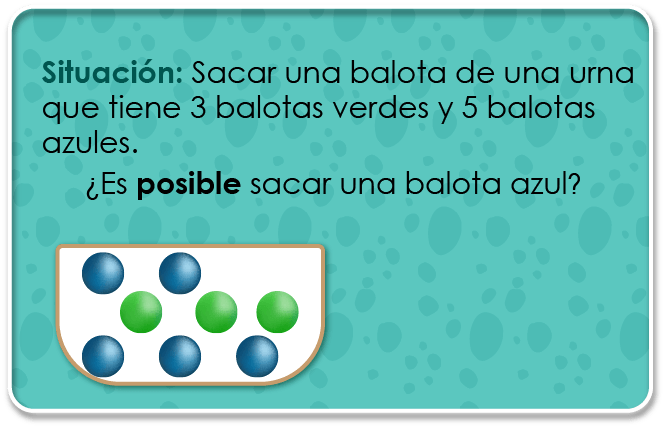 Situación: Sacar una balota de una urna
que tiene 3 balotas verdes y 5 balotas
azules.
¿Es posible sacar una balota azul?